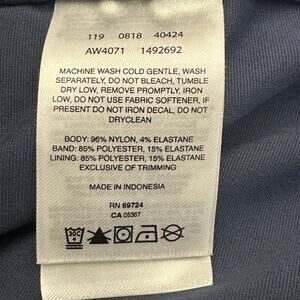 119 0818 40424
AW4071 1492692
MACHINE WASH COLD GENTLE, WASH
SEPARATELY, DO NOT BLEACH, TUMBLE
DRY LOW, REMOVE PROMPTLY, IRON
LOW, DO NOT USE FABRIC SOFTENER, IF
PRESENT DO NOT IRON DECAL, DO NOT
DRYCLEAN
BODY: 96% NYLON, 4% ELASTANE
BAND: 85% POLYESTER, 15% ELASTANE
LINING: 85% POLYESTER, 15% ELASTANE
EXCLUSIVE OF TRIMMING
MADE IN INDONESIA
RN 69724
CA 05367